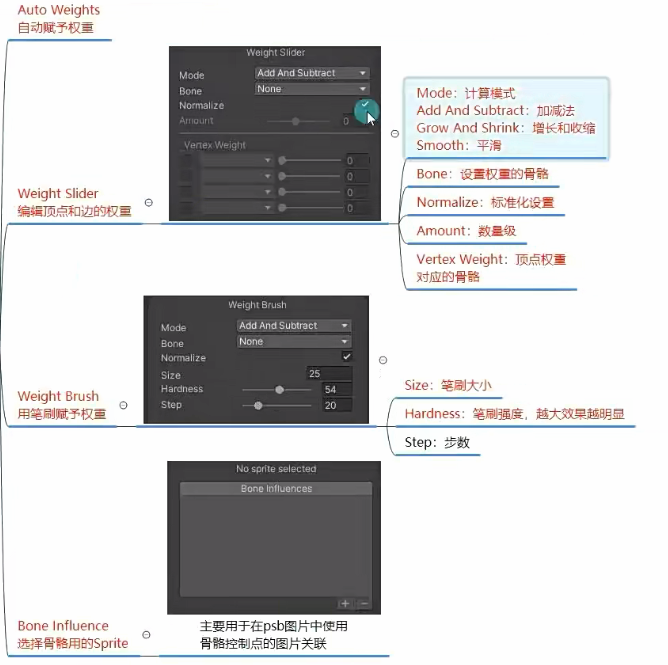 Auto Weights
自动赋予权重
Weight Slider
编辑顶点和边的权重
Weight Slider
Mode Add And Subtract
Bone None
Normalize
Amount 0
Vertex Weight
0
0
0
0
Mode：计算模式
Add And Subtract：加减法
Grow And Shrink：增长和收缩
Smooth：平滑
Bone：设置权重的骨骼
Normalize：标准化设置
Amount：数量级
Vertex Weight：顶点权重
对应的骨骼
Weight Brush
用笔刷赋予权重
Weight Brush
Mode Add And Subtract
Bone None
Normalize
Size 25
Hardness 54
Step 20
Size：笔刷大小
Hardness：笔刷强度，越大效果越明显
Step：步数
Bone Influence
选择骨骼用的Sprite
No sprite selected
Bone Influences
主要用于在psb图片中使用
骨骼控制点的图片关联